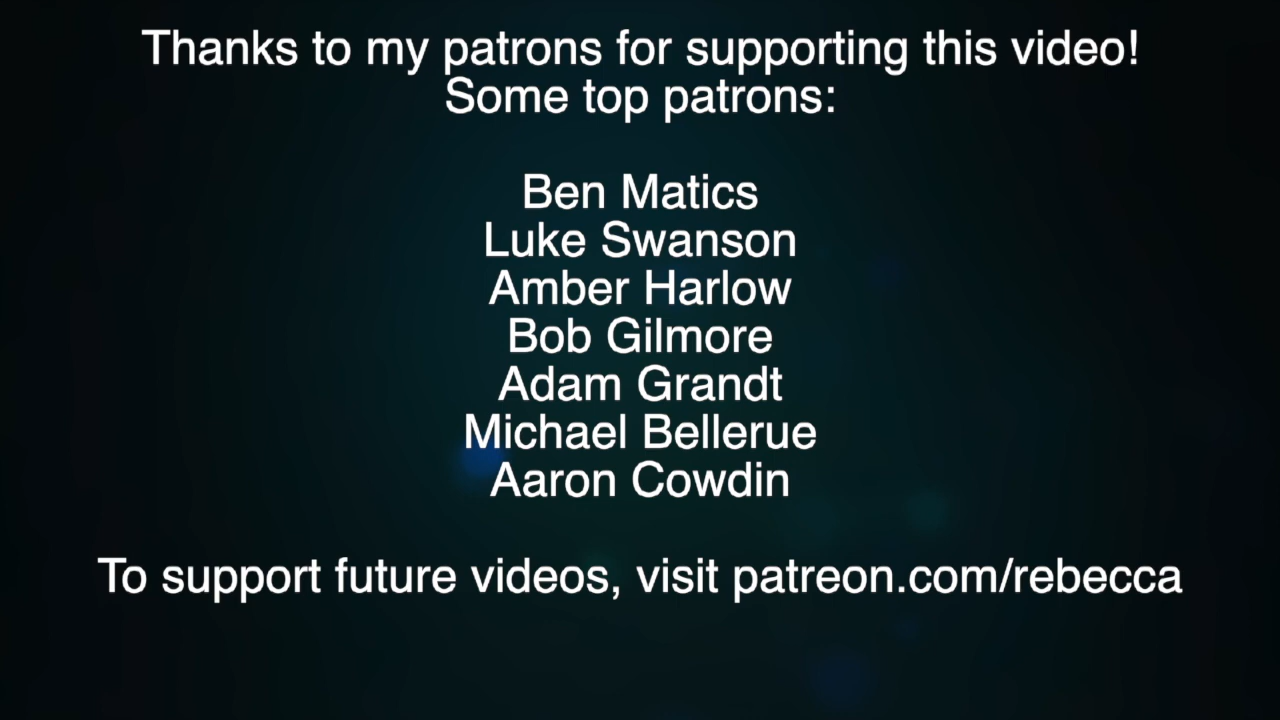 Thanks to my patrons for supporting this video!
Some top patrons:
Ben Matics
Luke Swanson
Amber Harlow
Bob Gilmore
Adam Grandt
Michael Bellerue
Aaron Cowdin
To support future videos, visit patreon.com/rebecca